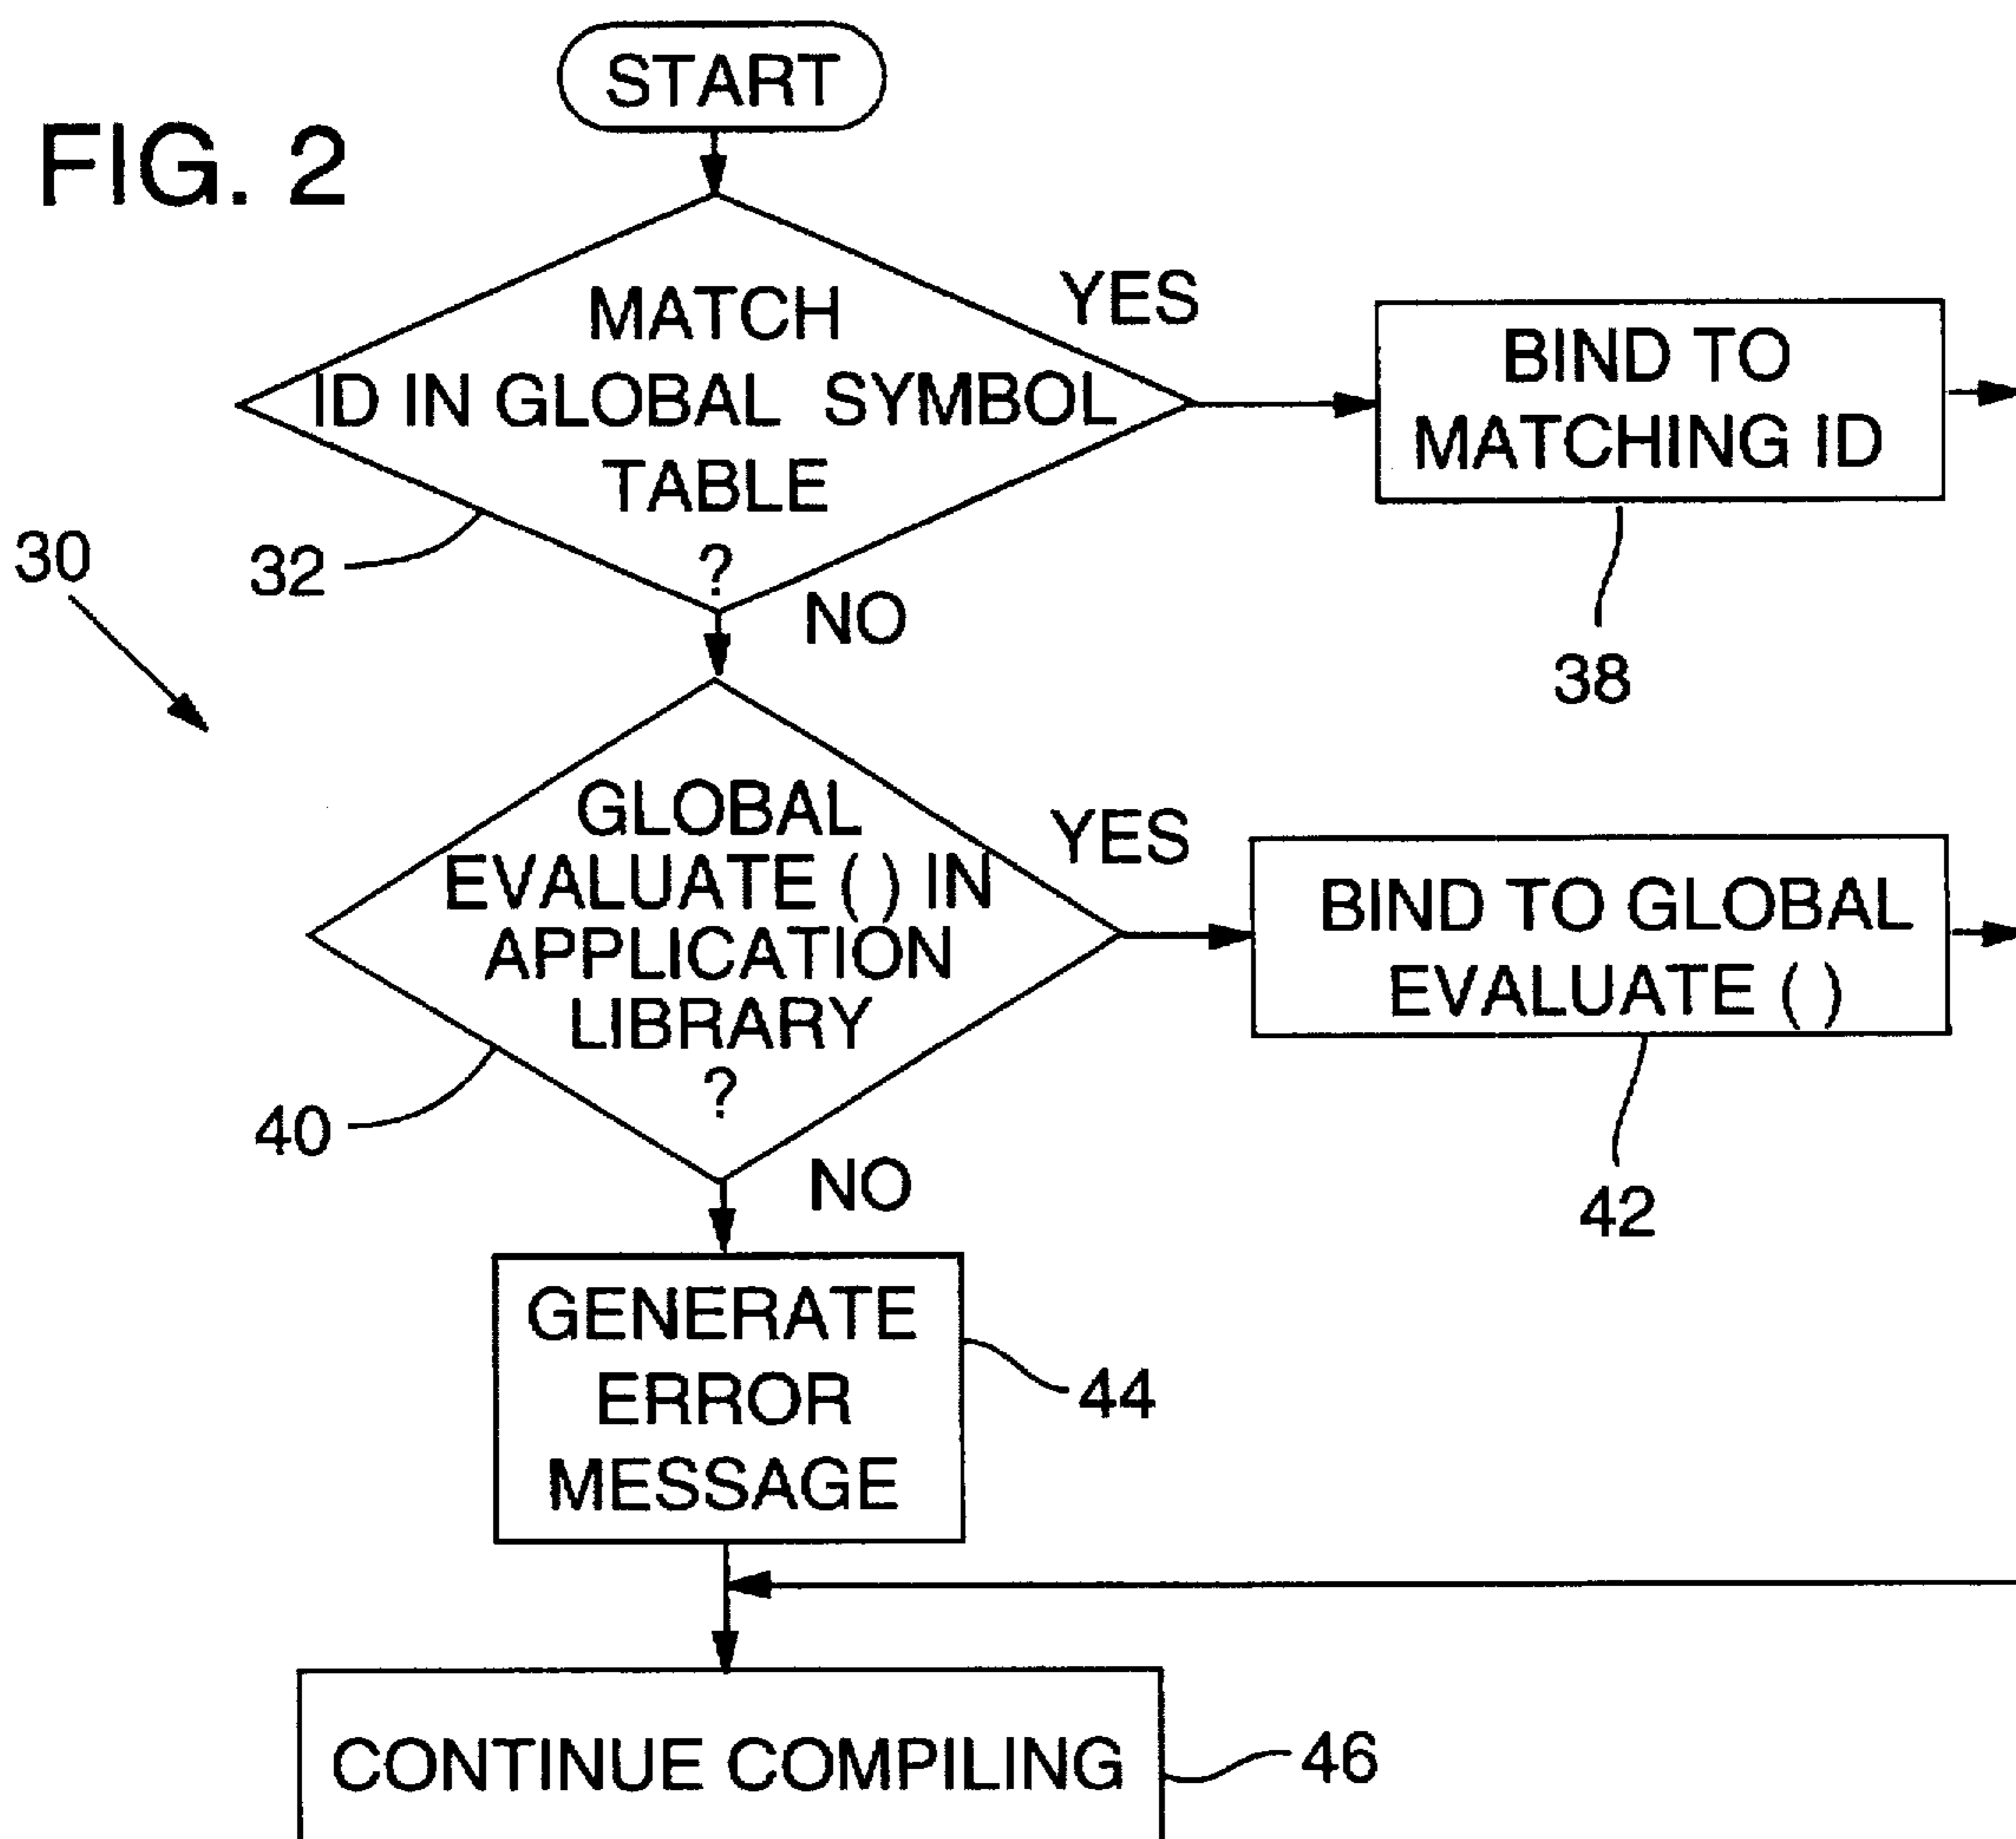 START
FIG. 2
MATCH
ID IN GLOBAL SYMBOL
TABLE
?
YES
BIND TO
MATCHING ID
30
32
NO
38
GLOBAL
EVALUATE ( ) IN
APPLICATION
LIBRARY
?
YES
BIND TO GLOBAL
EVALUATE ( )
40
NO
42
GENERATE
ERROR
MESSAGE
44
CONTINUE COMPILING
46